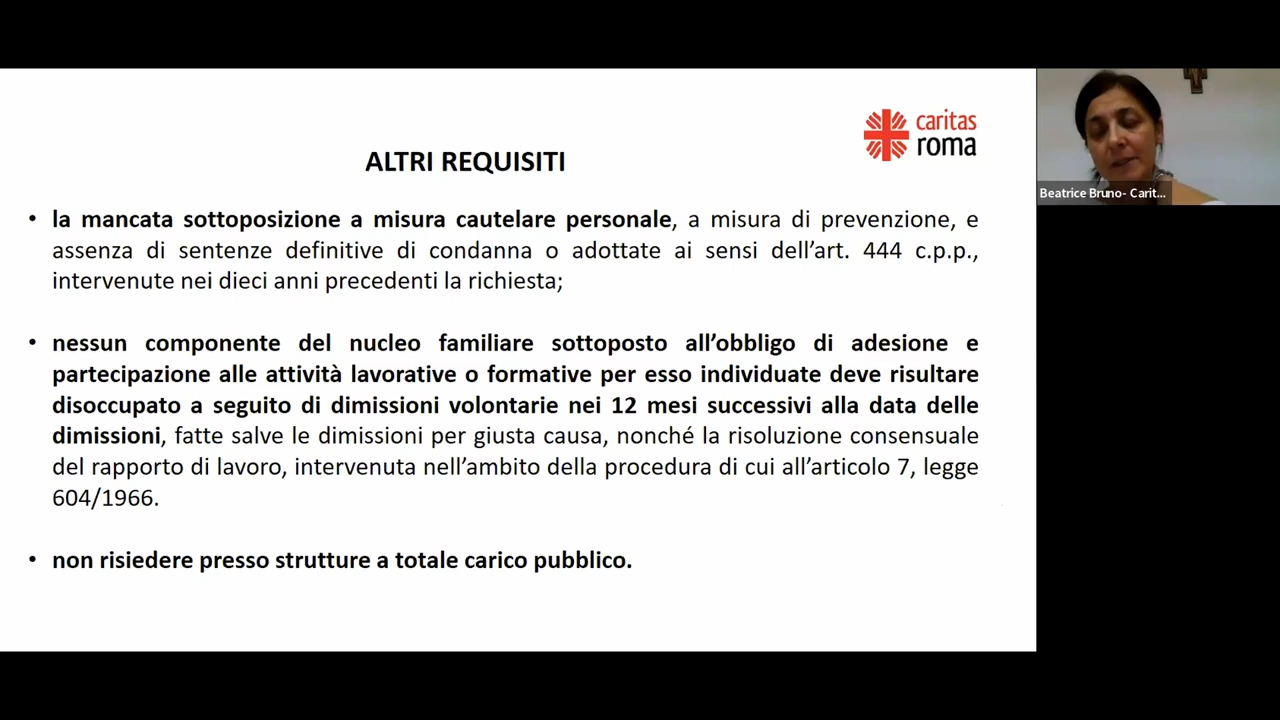 caritas
roma
ALTRI REQUISITI
• la mancata sottoposizione a misura cautelare personale, a misura di prevenzione, e
assenza di sentenze definitive di condanna o adottate ai sensi dell’art. 444 c.p.p.,
intervenute nei dieci anni precedenti la richiesta;
• nessun componente del nucleo familiare sottoposto all’obbligo di adesione e
partecipazione alle attività lavorative o formative per esso individuate deve risultare
disoccupato a seguito di dimissioni volontarie nei 12 mesi successivi alla data delle
dimissioni, fatte salve le dimissioni per giusta causa, nonché la risoluzione consensuale
del rapporto di lavoro, intervenuta nell’ambito della procedura di cui all’articolo 7, legge
604/1966.
• non risiedere presso strutture a totale carico pubblico.
Beatrice Bruno- Carit...